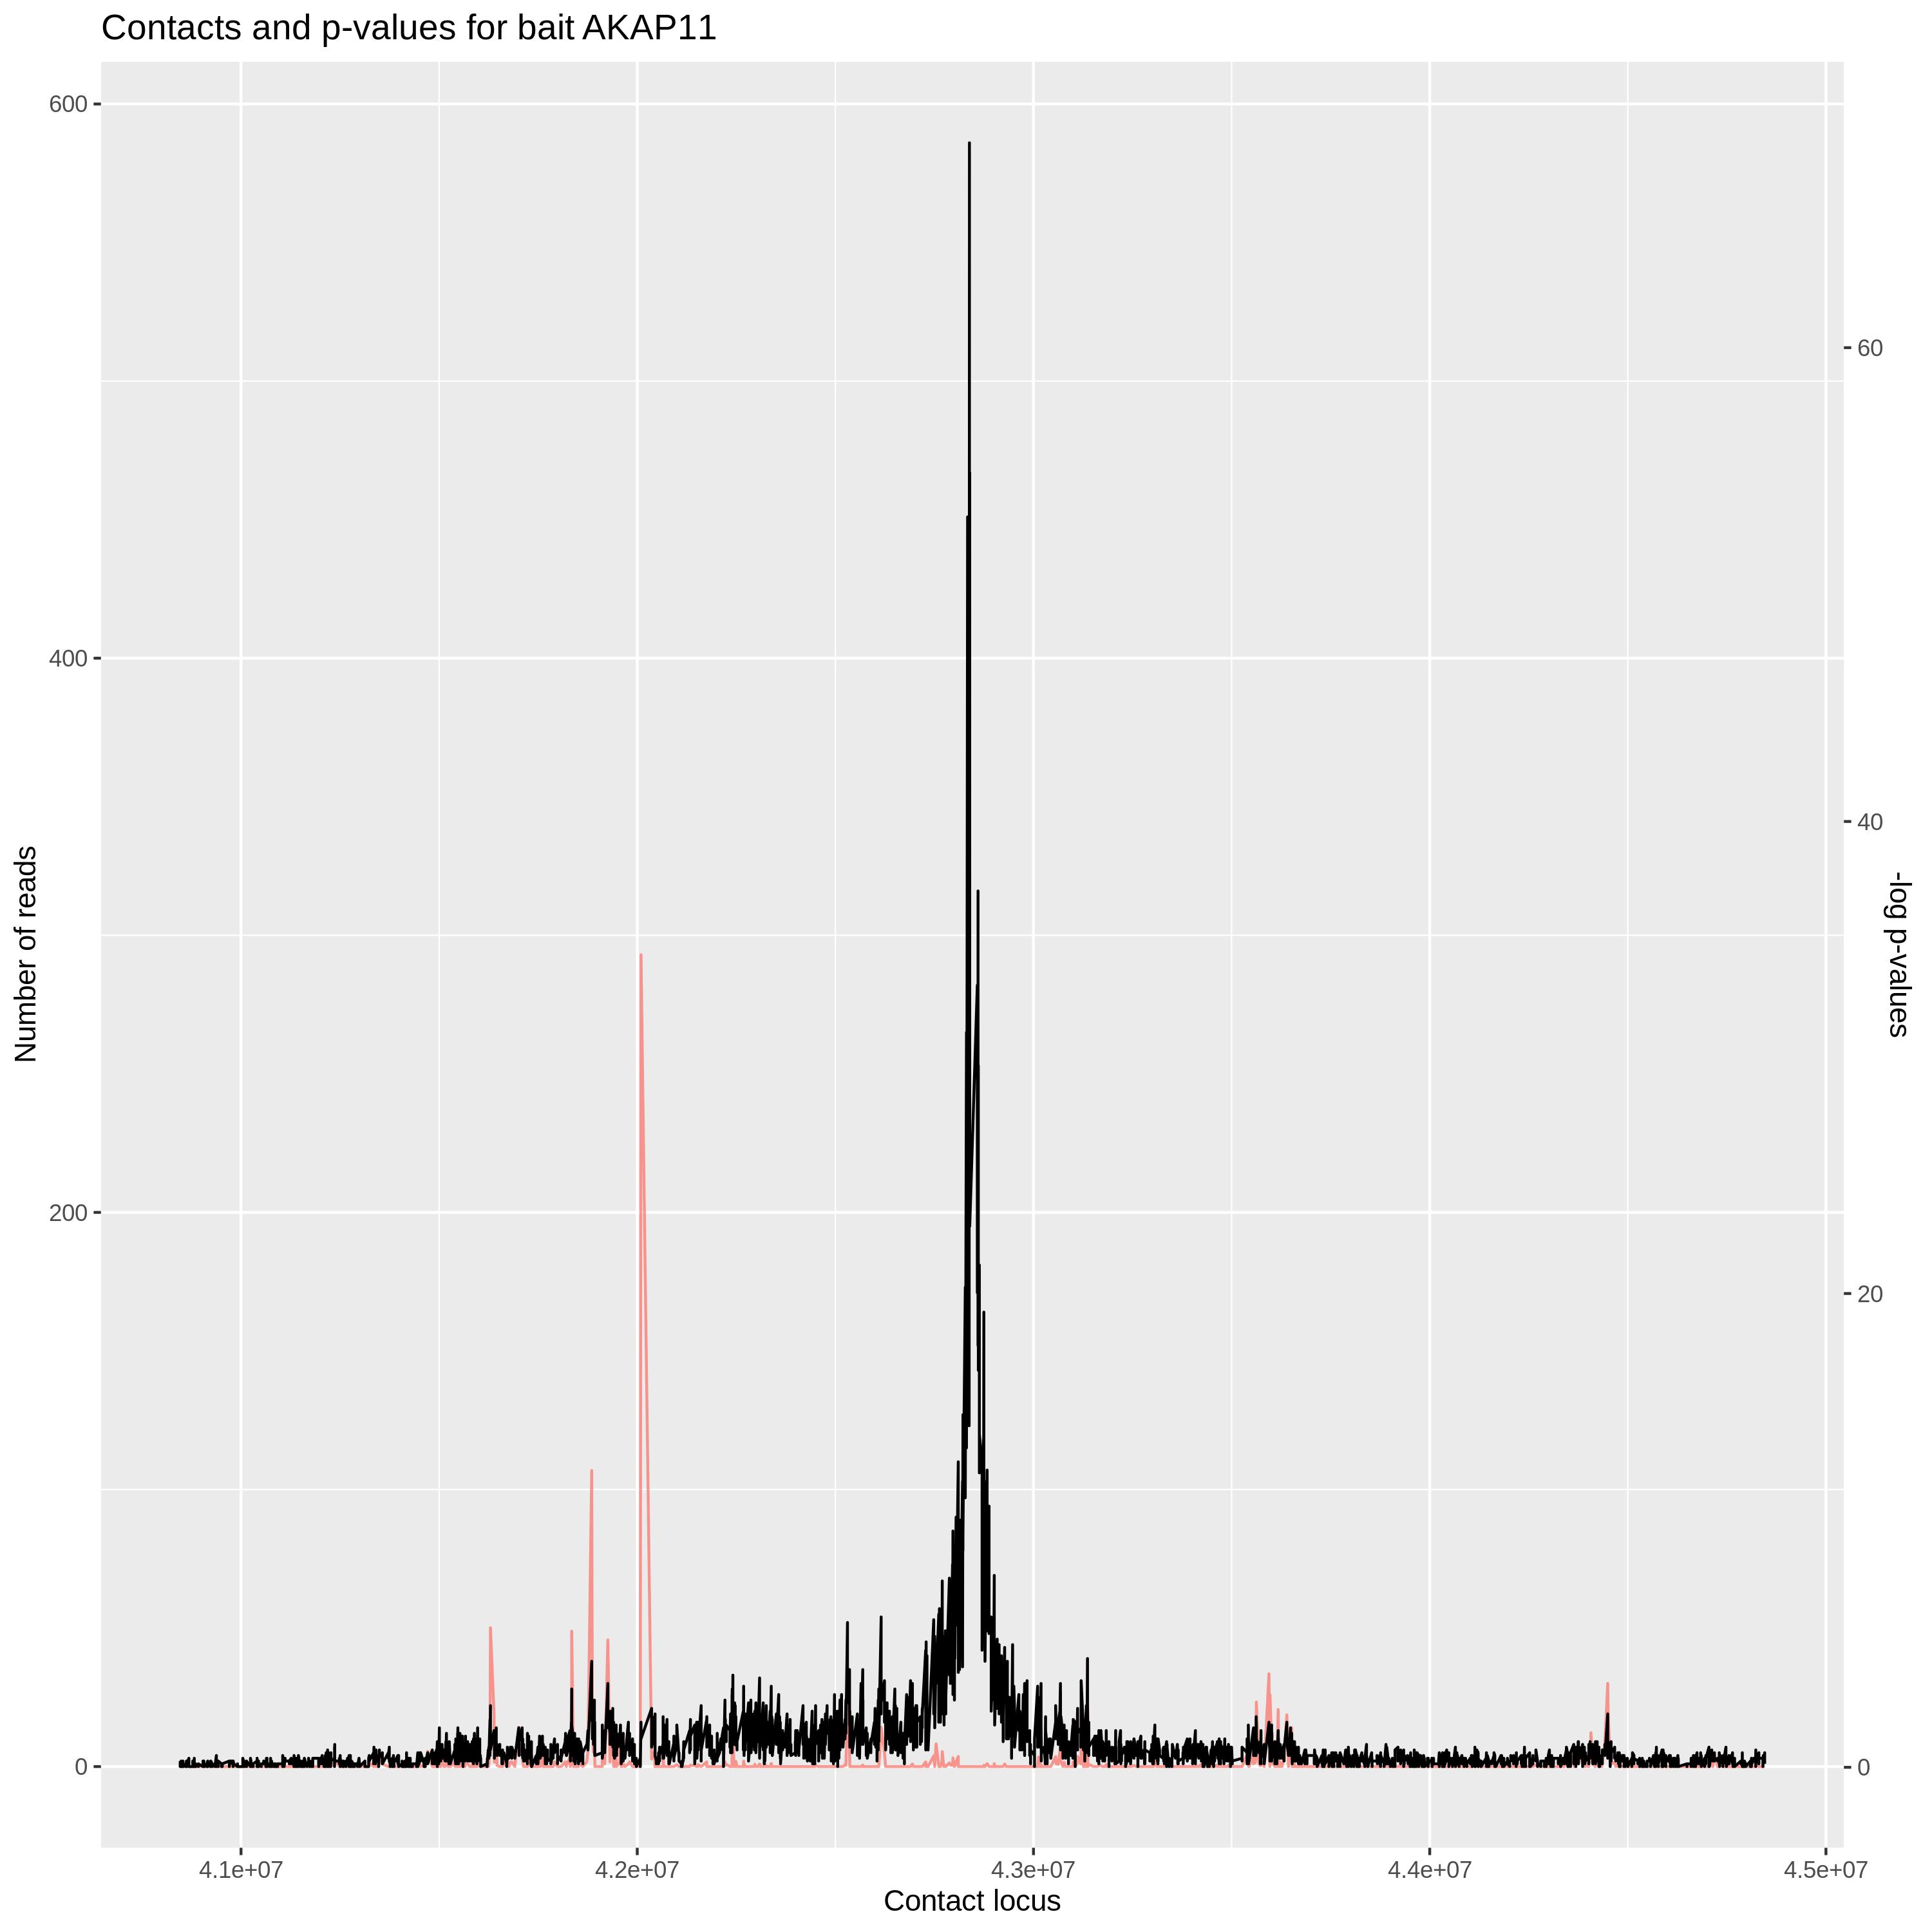 Contacts and p-values for bait AKAP11
600
400
200
0
Number of reads
60
40
20
0
-log p-values
4.1e+07
4.2e+07
4.3e+07
4.4e+07
4.5e+07
Contact locus